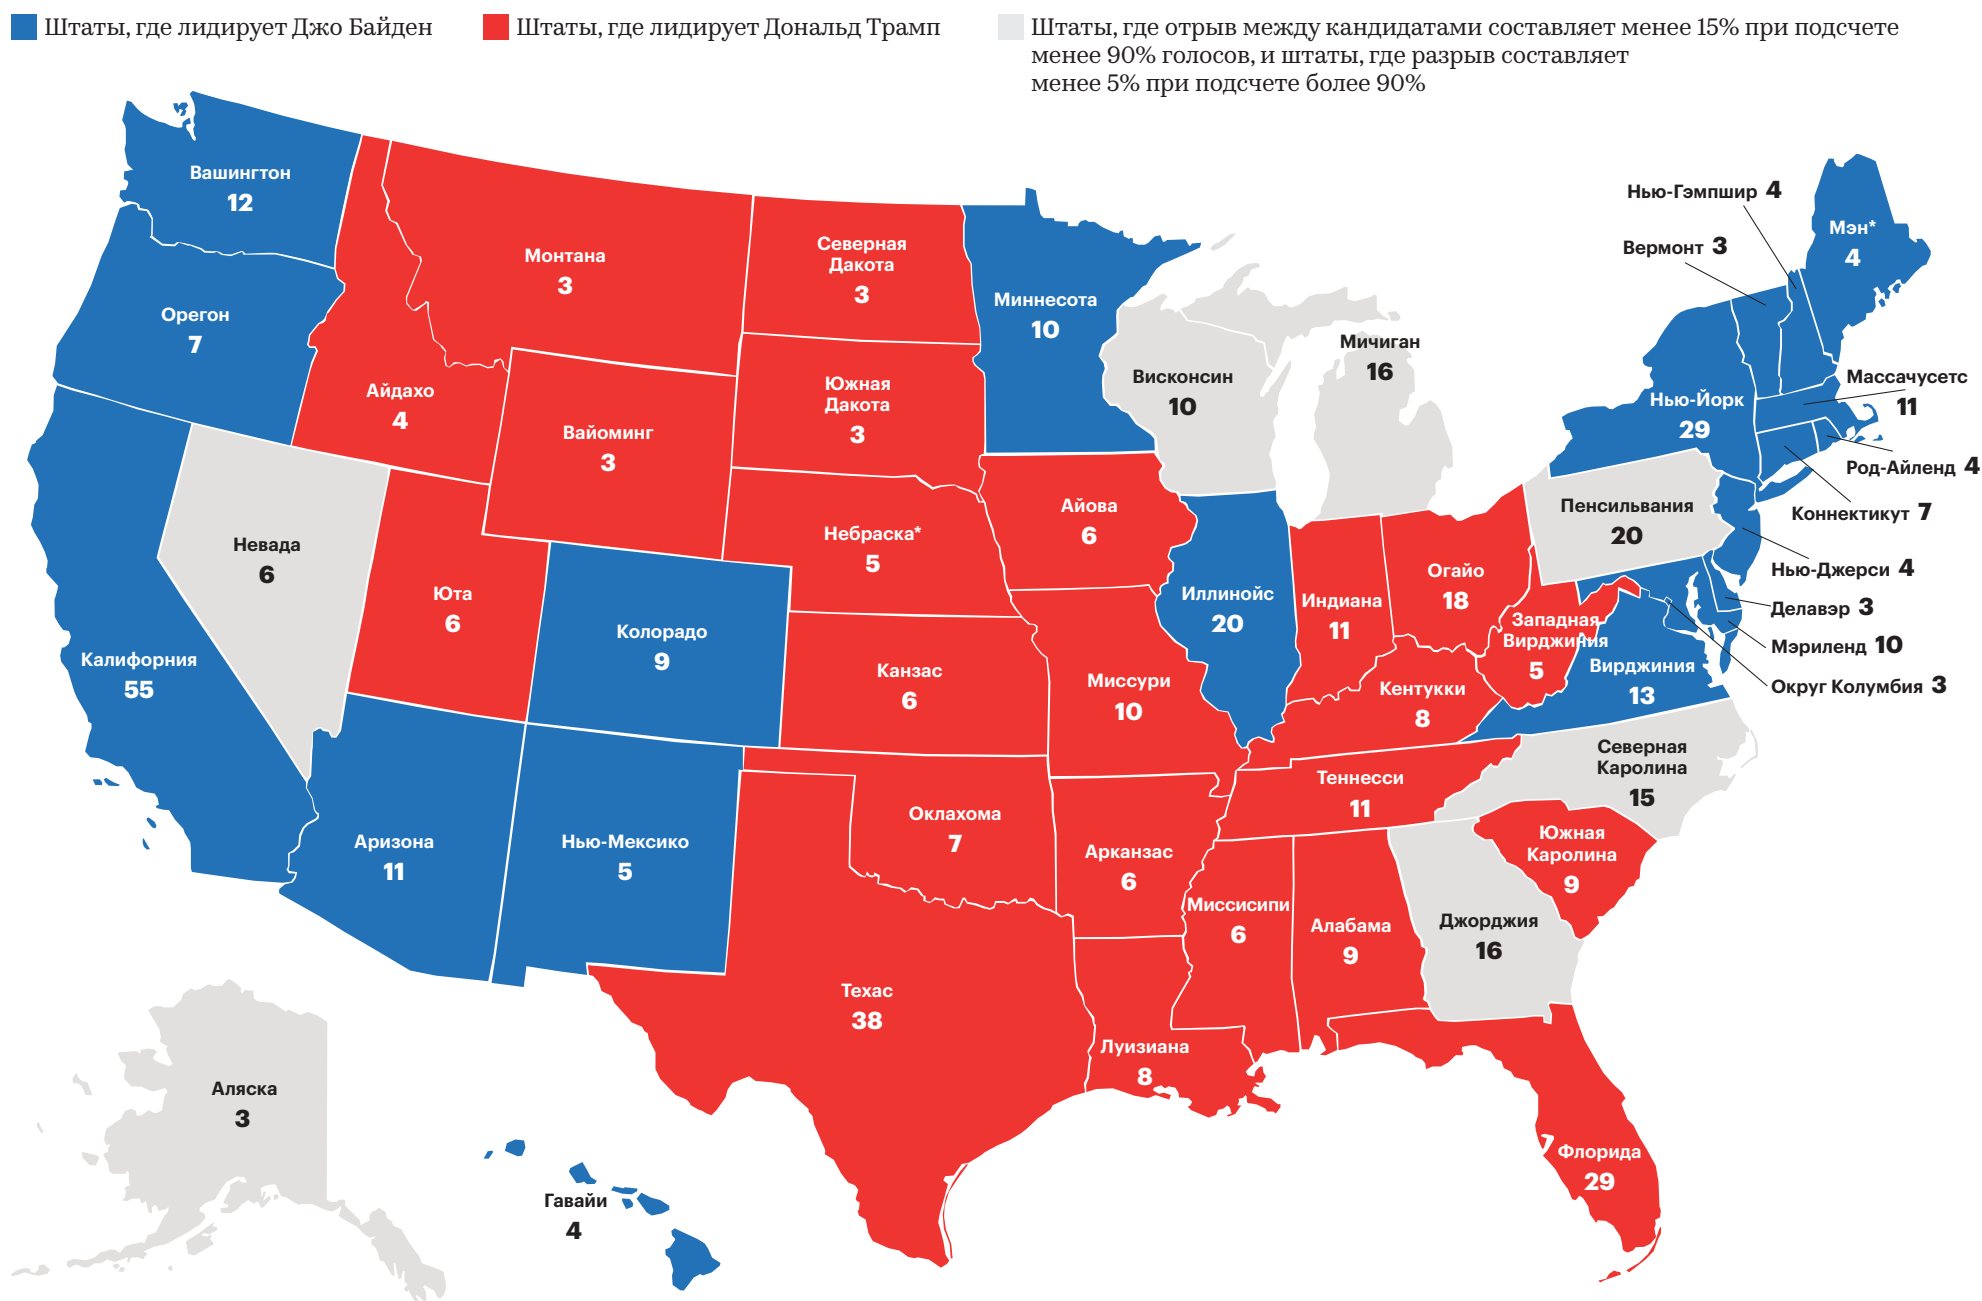 Штаты, где лидирует Джо Байден
Штаты, где лидирует Дональд Трамп
Штаты, где отрыв между кандидатами составляет менее 15% при подсчете
менее 90% голосов, и штаты, где разрыв составляет
менее 5% при подсчете более 90%
Вашингтон
12
Орегон
7
Калифорния
55
Невада
6
Айдахо
4
Монтана
3
Вайоминг
3
Юта
6
Колорадо
9
Аризона
11
Нью-Мексико
5
Северная
Дакота
3
Южная
Дакота
3
Небраска*
5
Канзас
6
Оклахома
7
Техас
38
Миннесота
10
Айова
6
Миссури
10
Арканзас
6
Луизиана
8
Висконсин
10
Иллинойс
20
Мичиган
16
Индиана
11
Огайо
18
Кентукки
8
Теннесси
11
Миссисипи
6
Алабама
9
Джорджия
16
Флорида
29
Южная
Каролина
9
Северная
Каролина
15
Вирджиния
13
Западная
Вирджиния
5
Пенсильвания
20
Нью-Йорк
29
Вермонт 3
Нью-Гэмпшир 4
Мэн*
4
Массачусетс
11
Род-Айленд 4
Коннектикут 7
Нью-Джерси 4
Делавэр 3
Мэриленд 10
Округ Колумбия 3
Аляска
3
Гавайи
4